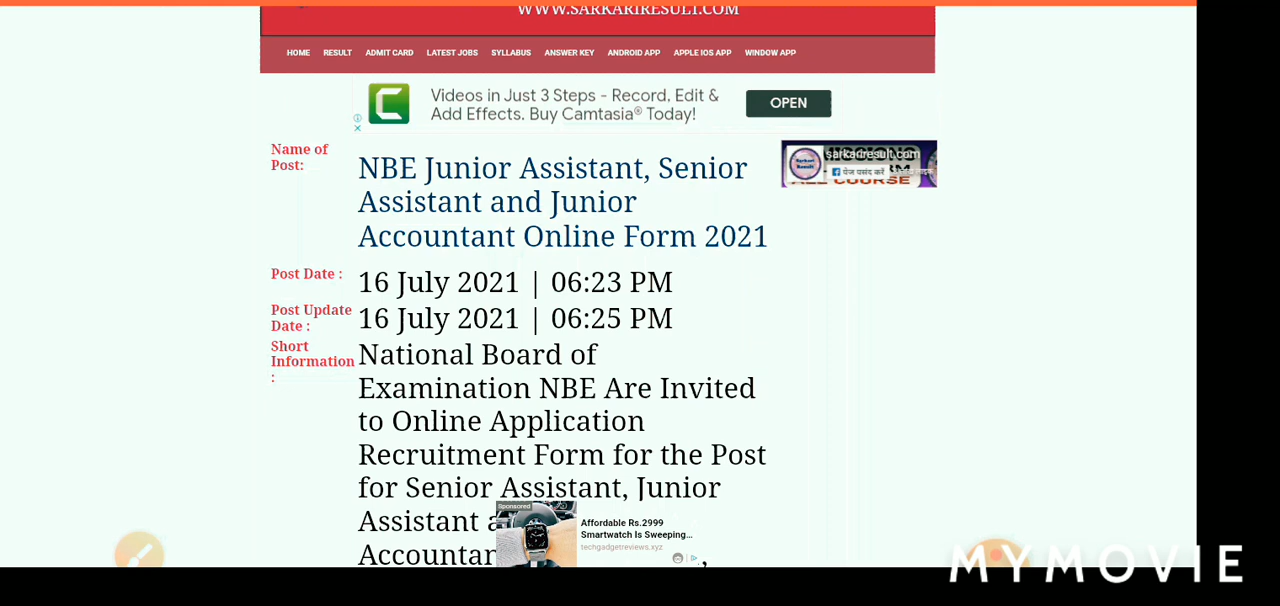 WWW.SARKARIRESULT.COM
HOME RESULT ADMIT CARD LATEST JOBS SYLLABUS ANSWER KEY ANDROID APP APPLE IOS APP WINDOW APP
Videos in Just 3 Steps - Record, Edit &
Add Effects. Buy Camtasia® Today!
OPEN
Name of
Post:
NBE Junior Assistant, Senior
Assistant and Junior
Accountant Online Form 2021
sarkariresult.com
पेज पसंद करें
ALL COURSE
Post Date :
16 July 2021 | 06:23 PM
Post Update
Date :
16 July 2021 | 06:25 PM
Short
Information
:
National Board of
Examination NBE Are Invited
to Online Application
Recruitment Form for the Post
for Senior Assistant, Junior
Assistant
Accountan
,
Sponsored
Affordable Rs.2999
Smartwatch Is Sweeping...
techgadgetreviews.xyz
MYMOVIE